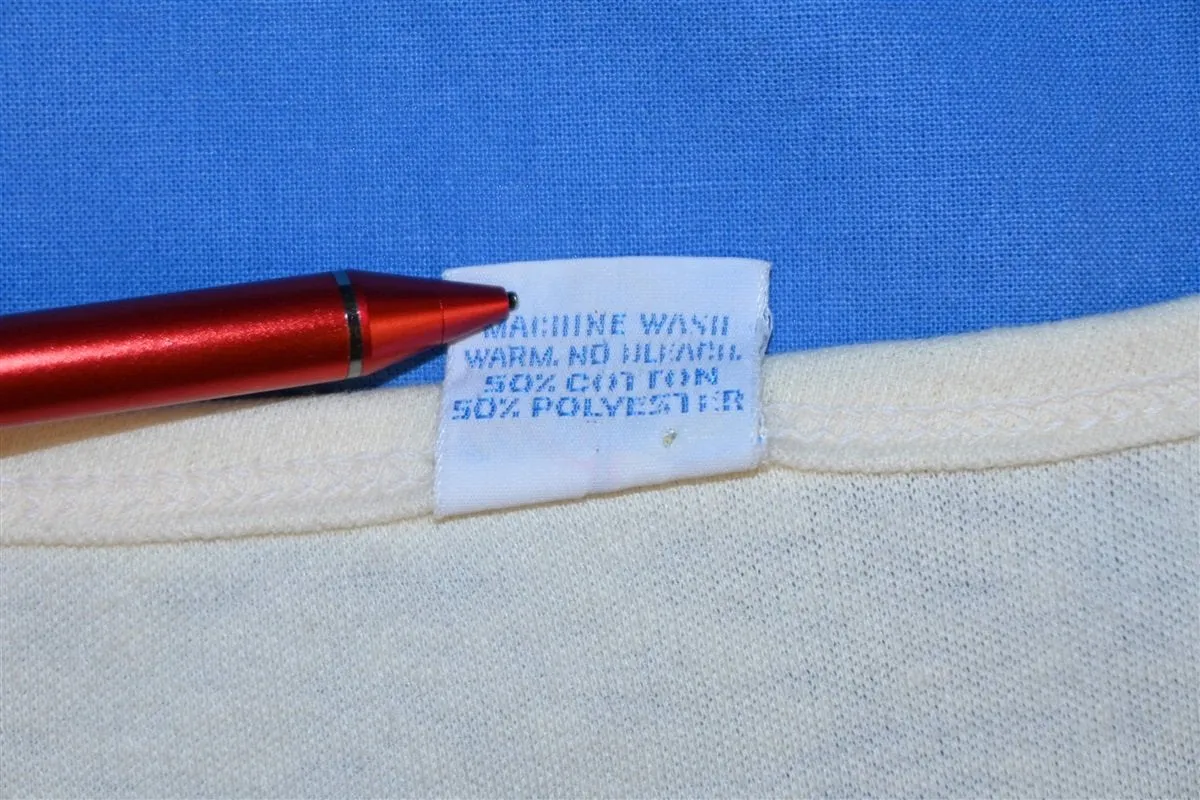 MACHINE WASH
WARM. NO BLEACH.
50% COTTON
50% POLYESTER